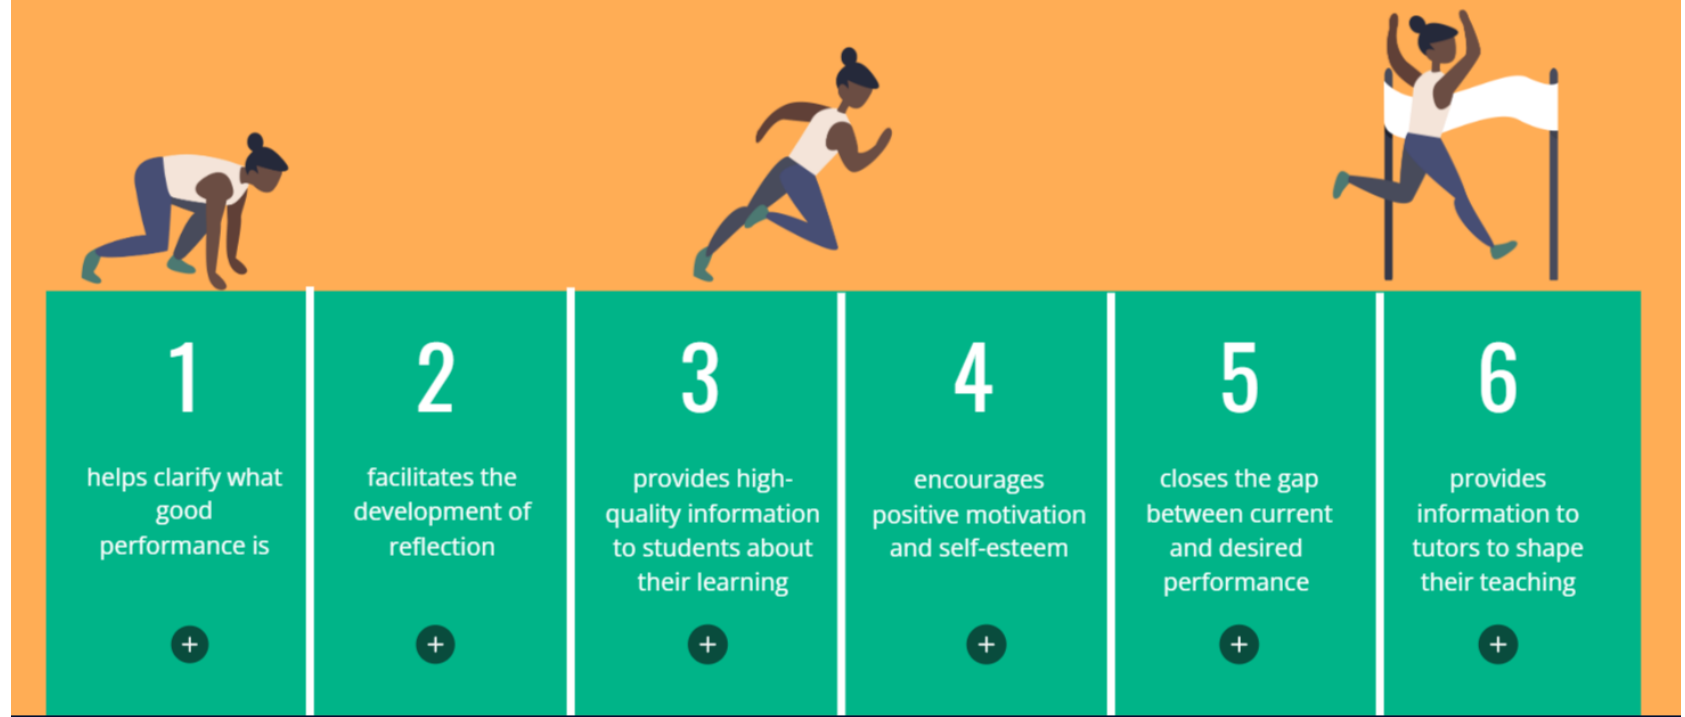 1
helps clarify what
good
performance is
+
2
facilitates the
development of
reflection
+
3
provides high-
quality information
to students about
their learning
+
4
encourages
positive motivation
and self-esteem
+
5
closes the gap
between current
and desired
performance
+
6
provides
information to
tutors to shape
their teaching
+